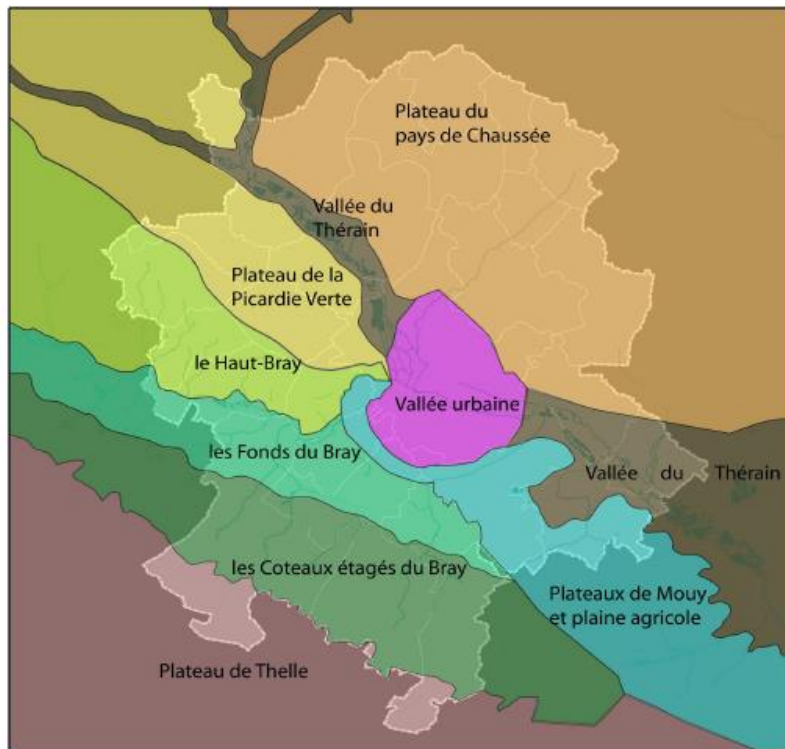 Plateau du
pays de Chaussée
Vallée du
Thérain
Plateau de la
Picardie Verte
le Haut-Bray
Vallée urbaine
les Fonds du Bray
Vallée du Thérain
les Coteaux étagés du Bray
Plateaux de Mouy
et plaine agricole
Plateau de Thelle